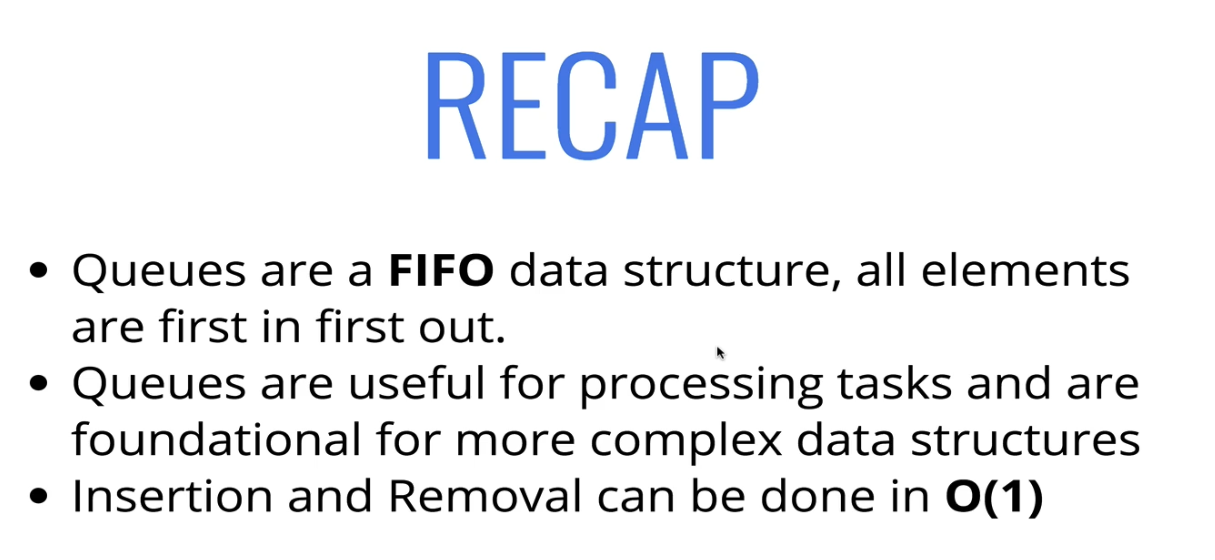 RECAP
• Queues are a FIFO data structure, all elements
are first in first out.
• Queues are useful for processing tasks and are
foundational for more complex data structures
• Insertion and Removal can be done in O(1)